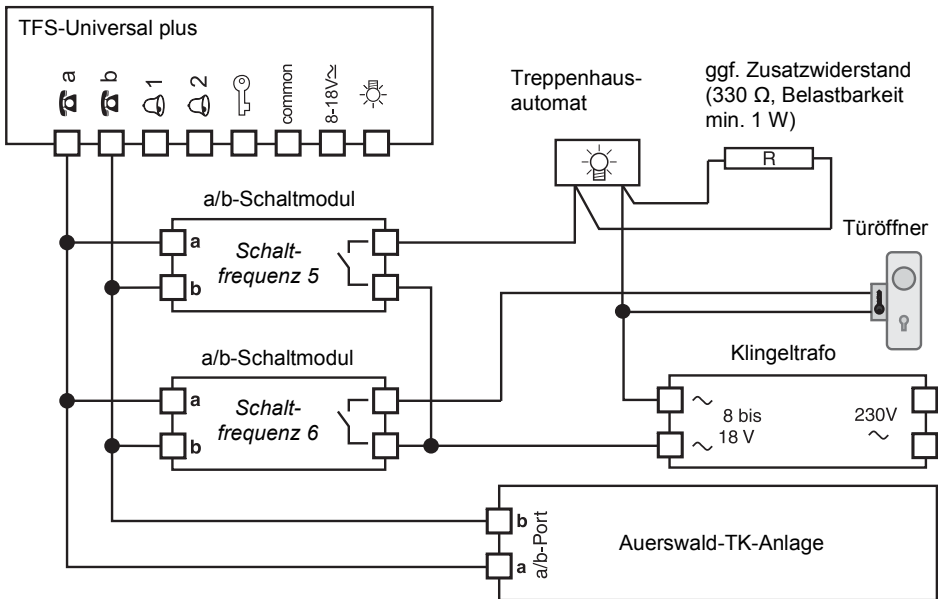 TFS-Universal plus
a
b
1
2
common
8-18V≃
Treppenhaus-
automat
ggf. Zusatzwiderstand
(330 Ω, Belastbarkeit
min. 1 W)
R
a/b-Schaltmodul
a
b
Schalt-
frequenz 5
Türöffner
a/b-Schaltmodul
a
b
Schalt-
frequenz 6
Klingeltrafo
~
8 bis
~ 18 V
230V
~
b
a
a/b-Port
Auerswald-TK-Anlage